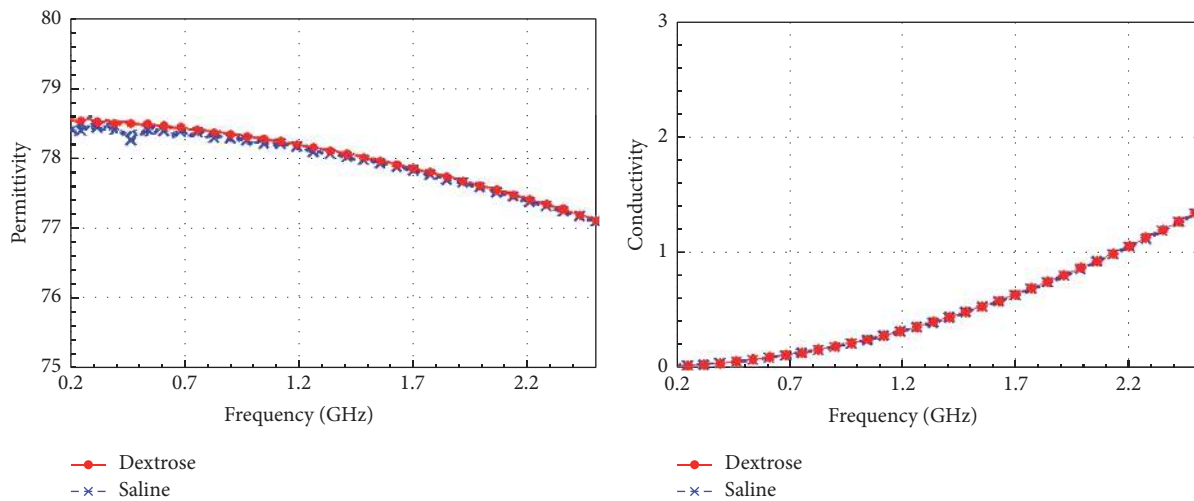 80
79
78
77
76
75
Permittivity
0.2 0.7 1.2 1.7 2.2
Frequency (GHz)
Dextrose
Saline
3
2
1
0
Conductivity
0.2 0.7 1.2 1.7 2.2
Frequency (GHz)
Dextrose
Saline